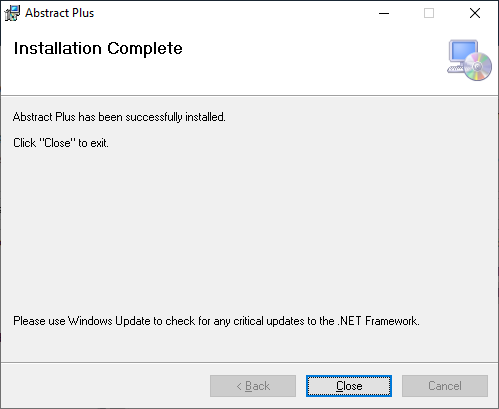 Abstract Plus
Installation Complete
Abstract Plus has been successfully installed.
Click "Close" to exit.
Please use Windows Update to check for any critical updates to the .NET Framework.
< Back Close Cancel